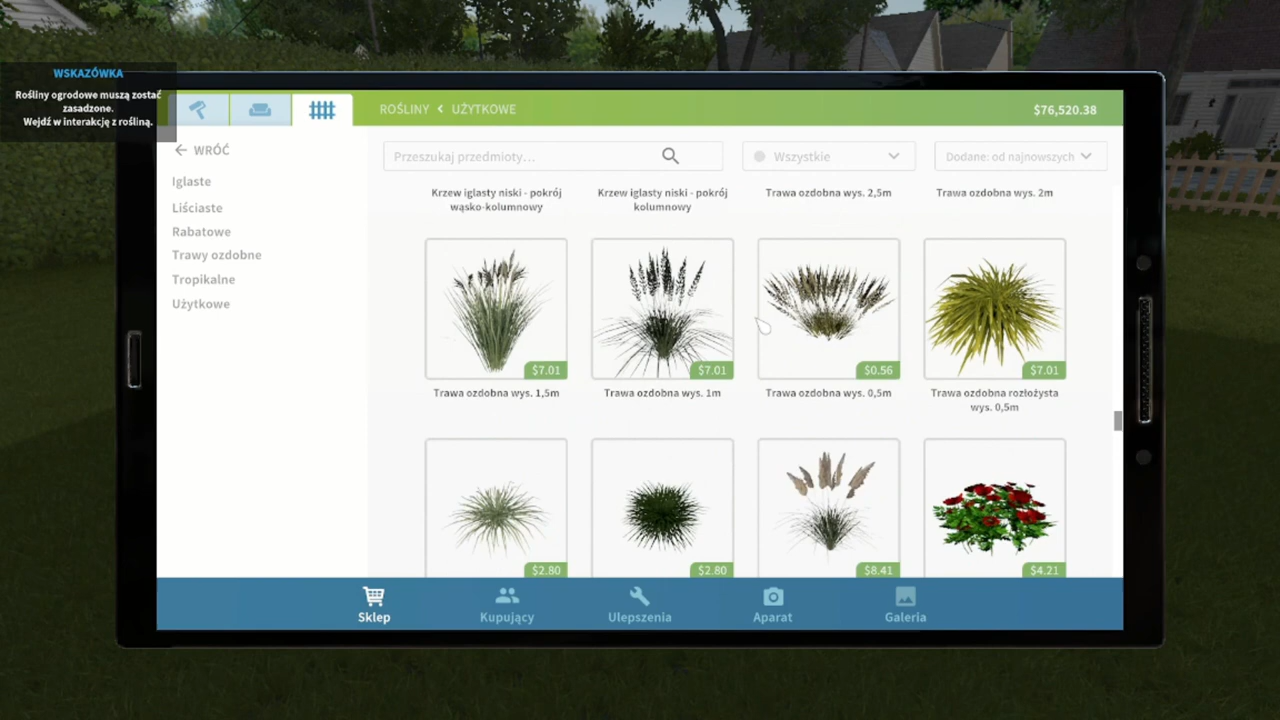 WSKAZÓWKA
Rośliny ogrodowe muszą zostać
zasadzone.
Wejdź w interakcję z rośliną.
ROŚLINY < UŻYTKOWE
$76,520.38
WRÓĆ
Iglaste
Liściaste
Rabatowe
Trawy ozdobne
Tropikalne
Użytkowe
Przeszukaj przedmioty...
Wszystkie
Dodane: od najnowszych
Krzew iglasty niski - pokrój
wąsko-kolumnowy
Krzew iglasty niski - pokrój
kolumnowy
Trawa ozdobna wys. 2,5m
Trawa ozdobna wys. 2m
$7.01
$7.01
$0.56
$7.01
Trawa ozdobna wys. 1,5m
Trawa ozdobna wys. 1m
Trawa ozdobna wys. 0,5m
Trawa ozdobna rozłożysta
wys. 0,5m
$2.80
$2.80
$8.41
$4.21
Sklep
Kupujący
Ulepszenia
Aparat
Galeria